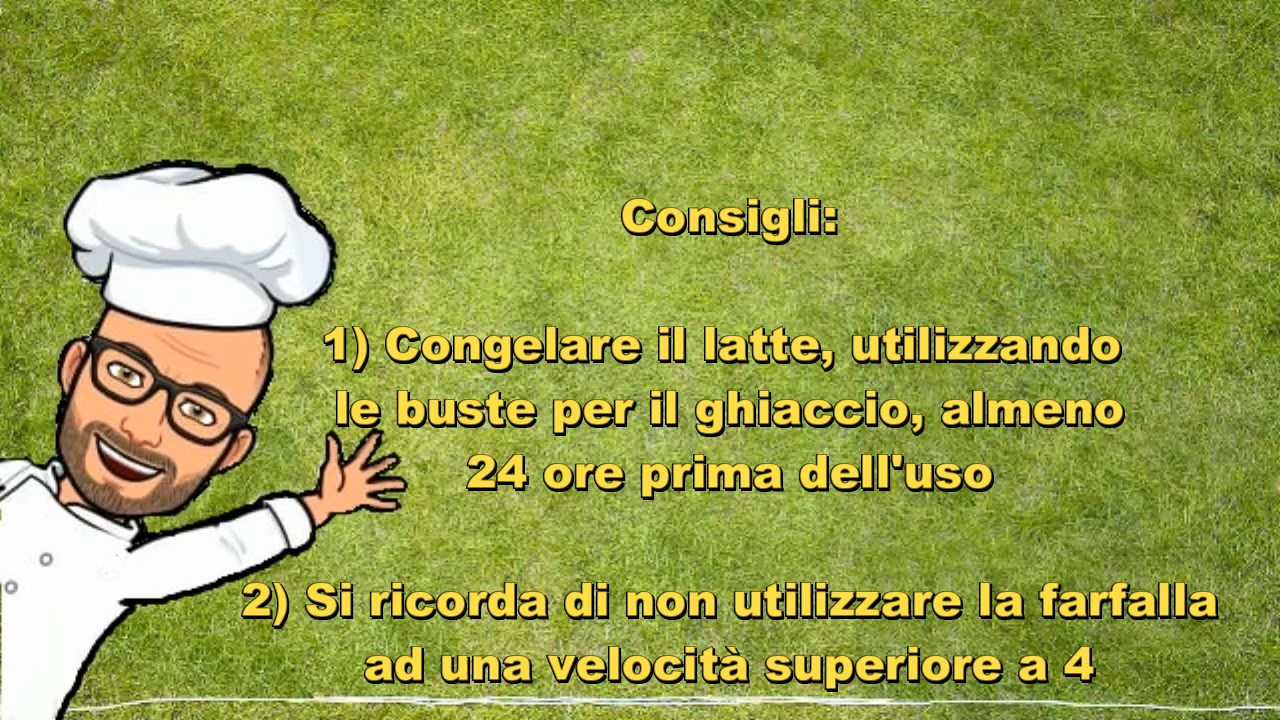 Consigli:
1) Congelare il latte, utilizzando
le buste per il ghiaccio, almeno
24 ore prima dell'uso
2) Si ricorda di non utilizzare la farfalla
ad una velocità superiore a 4